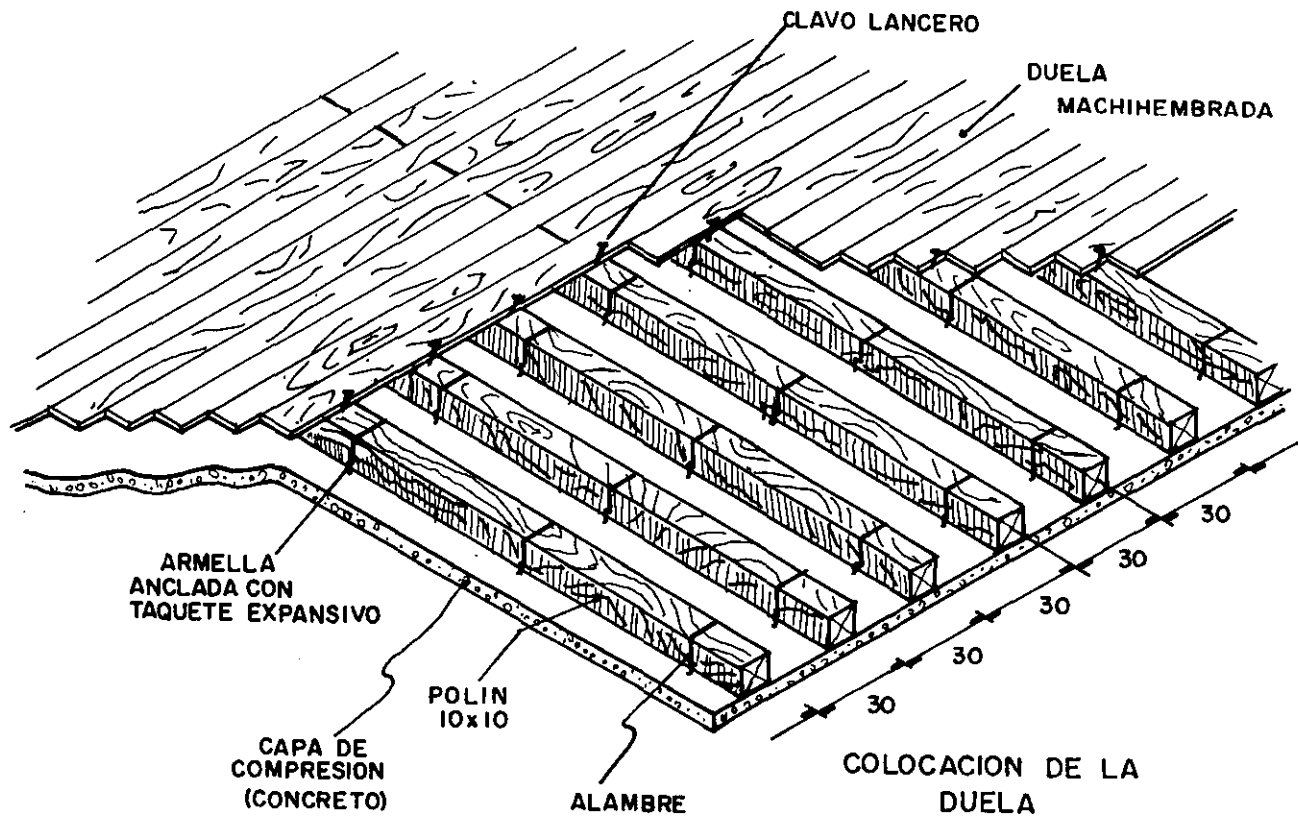 CLAVO LANCERO
DUELA
MACHIHEMBRADA
ARMELLA
ANCLADA CON
TAQUETE EXPANSIVO
POLIN
10x10
CAPA DE
COMPRESION
(CONCRETO)
ALAMBRE
30
30
30
30
30
COLOCACION DE LA
DUELA